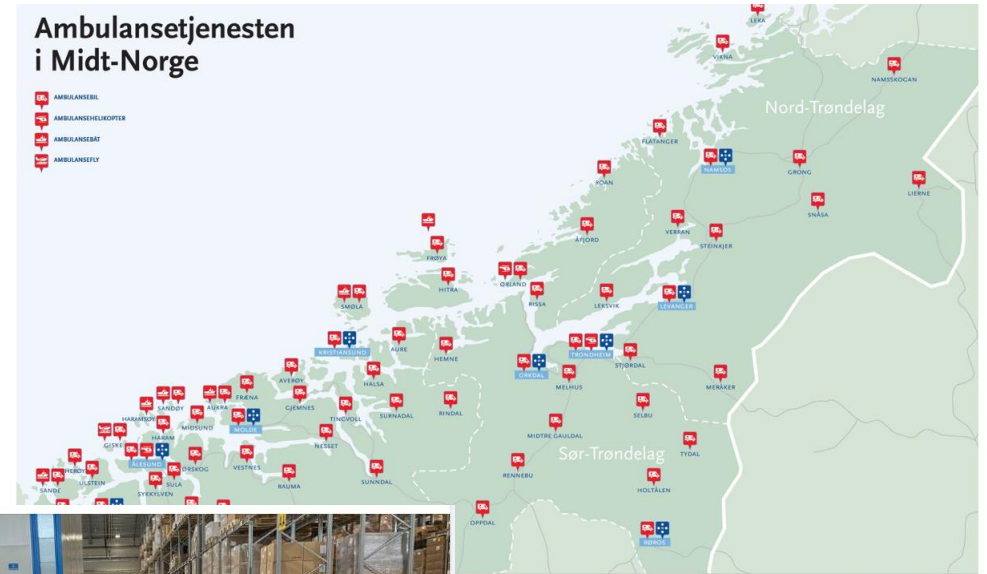 Ambulansetjenesten
i Midt-Norge
AMBULANSEBIL
AMBULANSEHELIKOPTER
AMBULANSEBÅT
AMBULANSEFLY
LEKA
VIKNA
NAMSSKOGAN
Nord-Trøndelag
FLATANGER
NAMSOS
GRONG
ROAN
LIERNE
SNÅSA
ÅFJORD
VERRAN
STEINKJER
FRØYA
HITRA
ØRLAND
RISSA
LEKSVIK
LEVANGER
SMØLA
KRISTIANSUND
AURE
HEMNE
ORKDAL
TRONDHEIM
STJØRDAL
MELHUS
MERÅKER
AVERØY
HALSA
FRÆNA
GJEMNES
TINGVOLL
SURNADAL
RINDAL
SELBU
SANDØY
AUKRA
MIDSUND
HARAMSØY
HARAM
MOLDE
NESSET
MIDTRE GAULDAL
TYDAL
GISKE
ÅLESUND
ØRSKOG
VESTNES
RAUMA
SUNNDAL
Sør-Trøndelag
RENNEBU
HOLTÅLEN
HERØY
ULSTEIN
SULA
SANDE
SYKKYLVEN
OPPDAL
RØROS